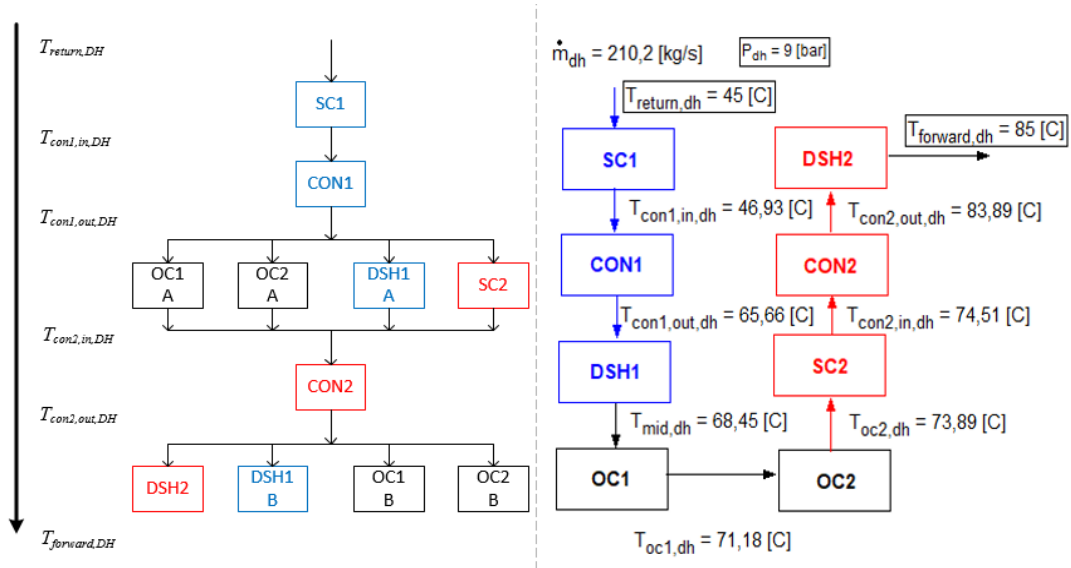 T_return,DH
SC1
T_con1,in,DH
CON1
T_con1,out,DH
OC1
A
OC2
A
DSH1
A
SC2
T_con2,in,DH
CON2
T_con2,out,DH
DSH2
DSH1
B
OC1
B
OC2
B
T_forward,DH
ṁ_dh = 210,2 [kg/s]
P_dh = 9 [bar]
T_return,dh = 45 [C]
SC1
T_con1,in,dh = 46,93 [C]
CON1
T_con1,out,dh = 65,66 [C]
DSH1
T_mid,dh = 68,45 [C]
OC1
T_oc1,dh = 71,18 [C]
OC2
T_oc2,dh = 73,89 [C]
SC2
T_con2,in,dh = 74,51 [C]
CON2
T_con2,out,dh = 83,89 [C]
DSH2
T_forward,dh = 85 [C]